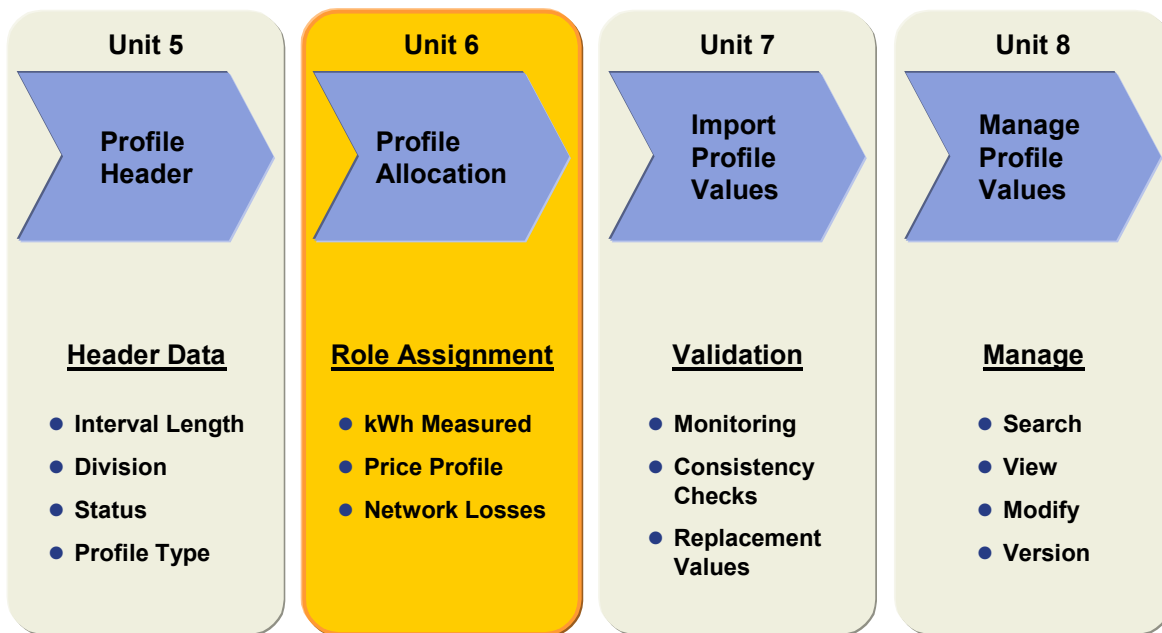 Unit 5
Profile
Header
Header Data
Interval Length
Division
Status
Profile Type
Unit 6
Profile
Allocation
Role Assignment
kWh Measured
Price Profile
Network Losses
Unit 7
Import
Profile
Values
Validation
Monitoring
Consistency
Checks
Replacement
Values
Unit 8
Manage
Profile
Values
Manage
Search
View
Modify
Version